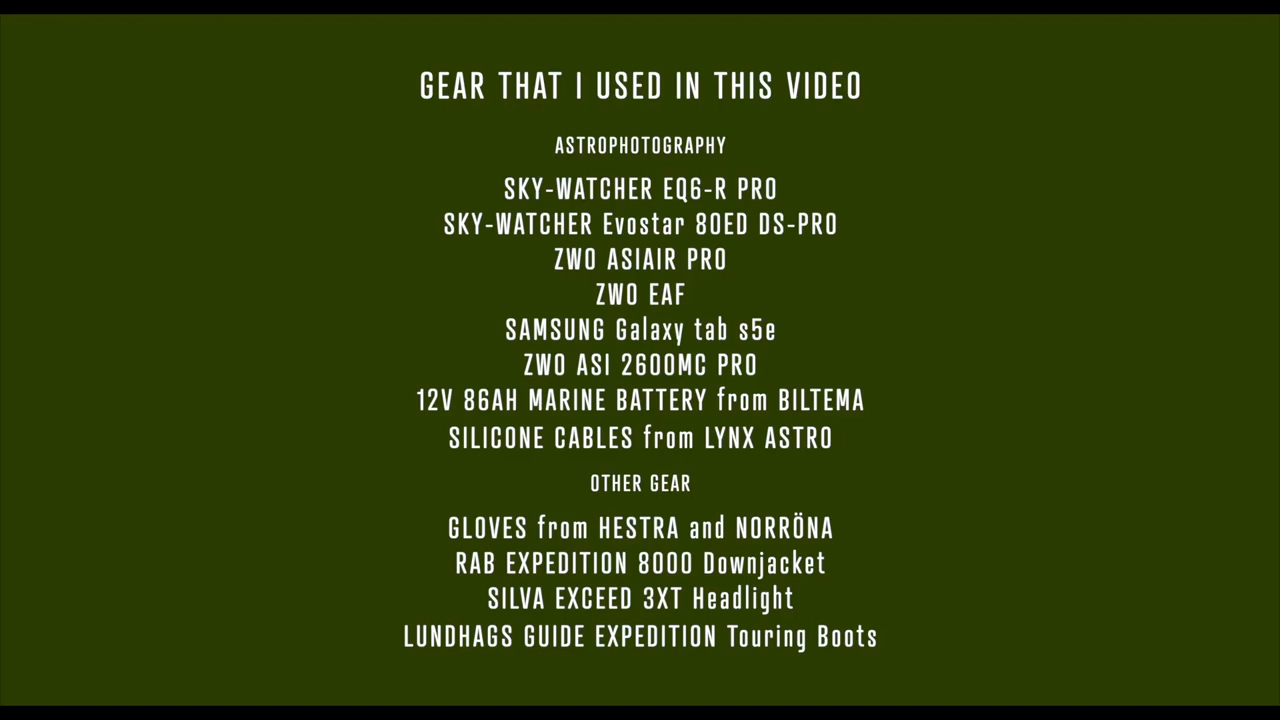 GEAR THAT I USED IN THIS VIDEO
ASTROPHOTOGRAPHY
SKY-WATCHER EQ6-R PRO
SKY-WATCHER Evostar 80ED DS-PRO
ZWO ASIAIR PRO
ZWO EAF
SAMSUNG Galaxy tab s5e
ZWO ASI 2600MC PRO
12V 86AH MARINE BATTERY from BILTEMA
SILICONE CABLES from LYNX ASTRO
OTHER GEAR
GLOVES from HESTRA and NORRÖNA
RAB EXPEDITION 8000 Downjacket
SILVA EXCEED 3XT Headlight
LUNDHAGS GUIDE EXPEDITION Touring Boots